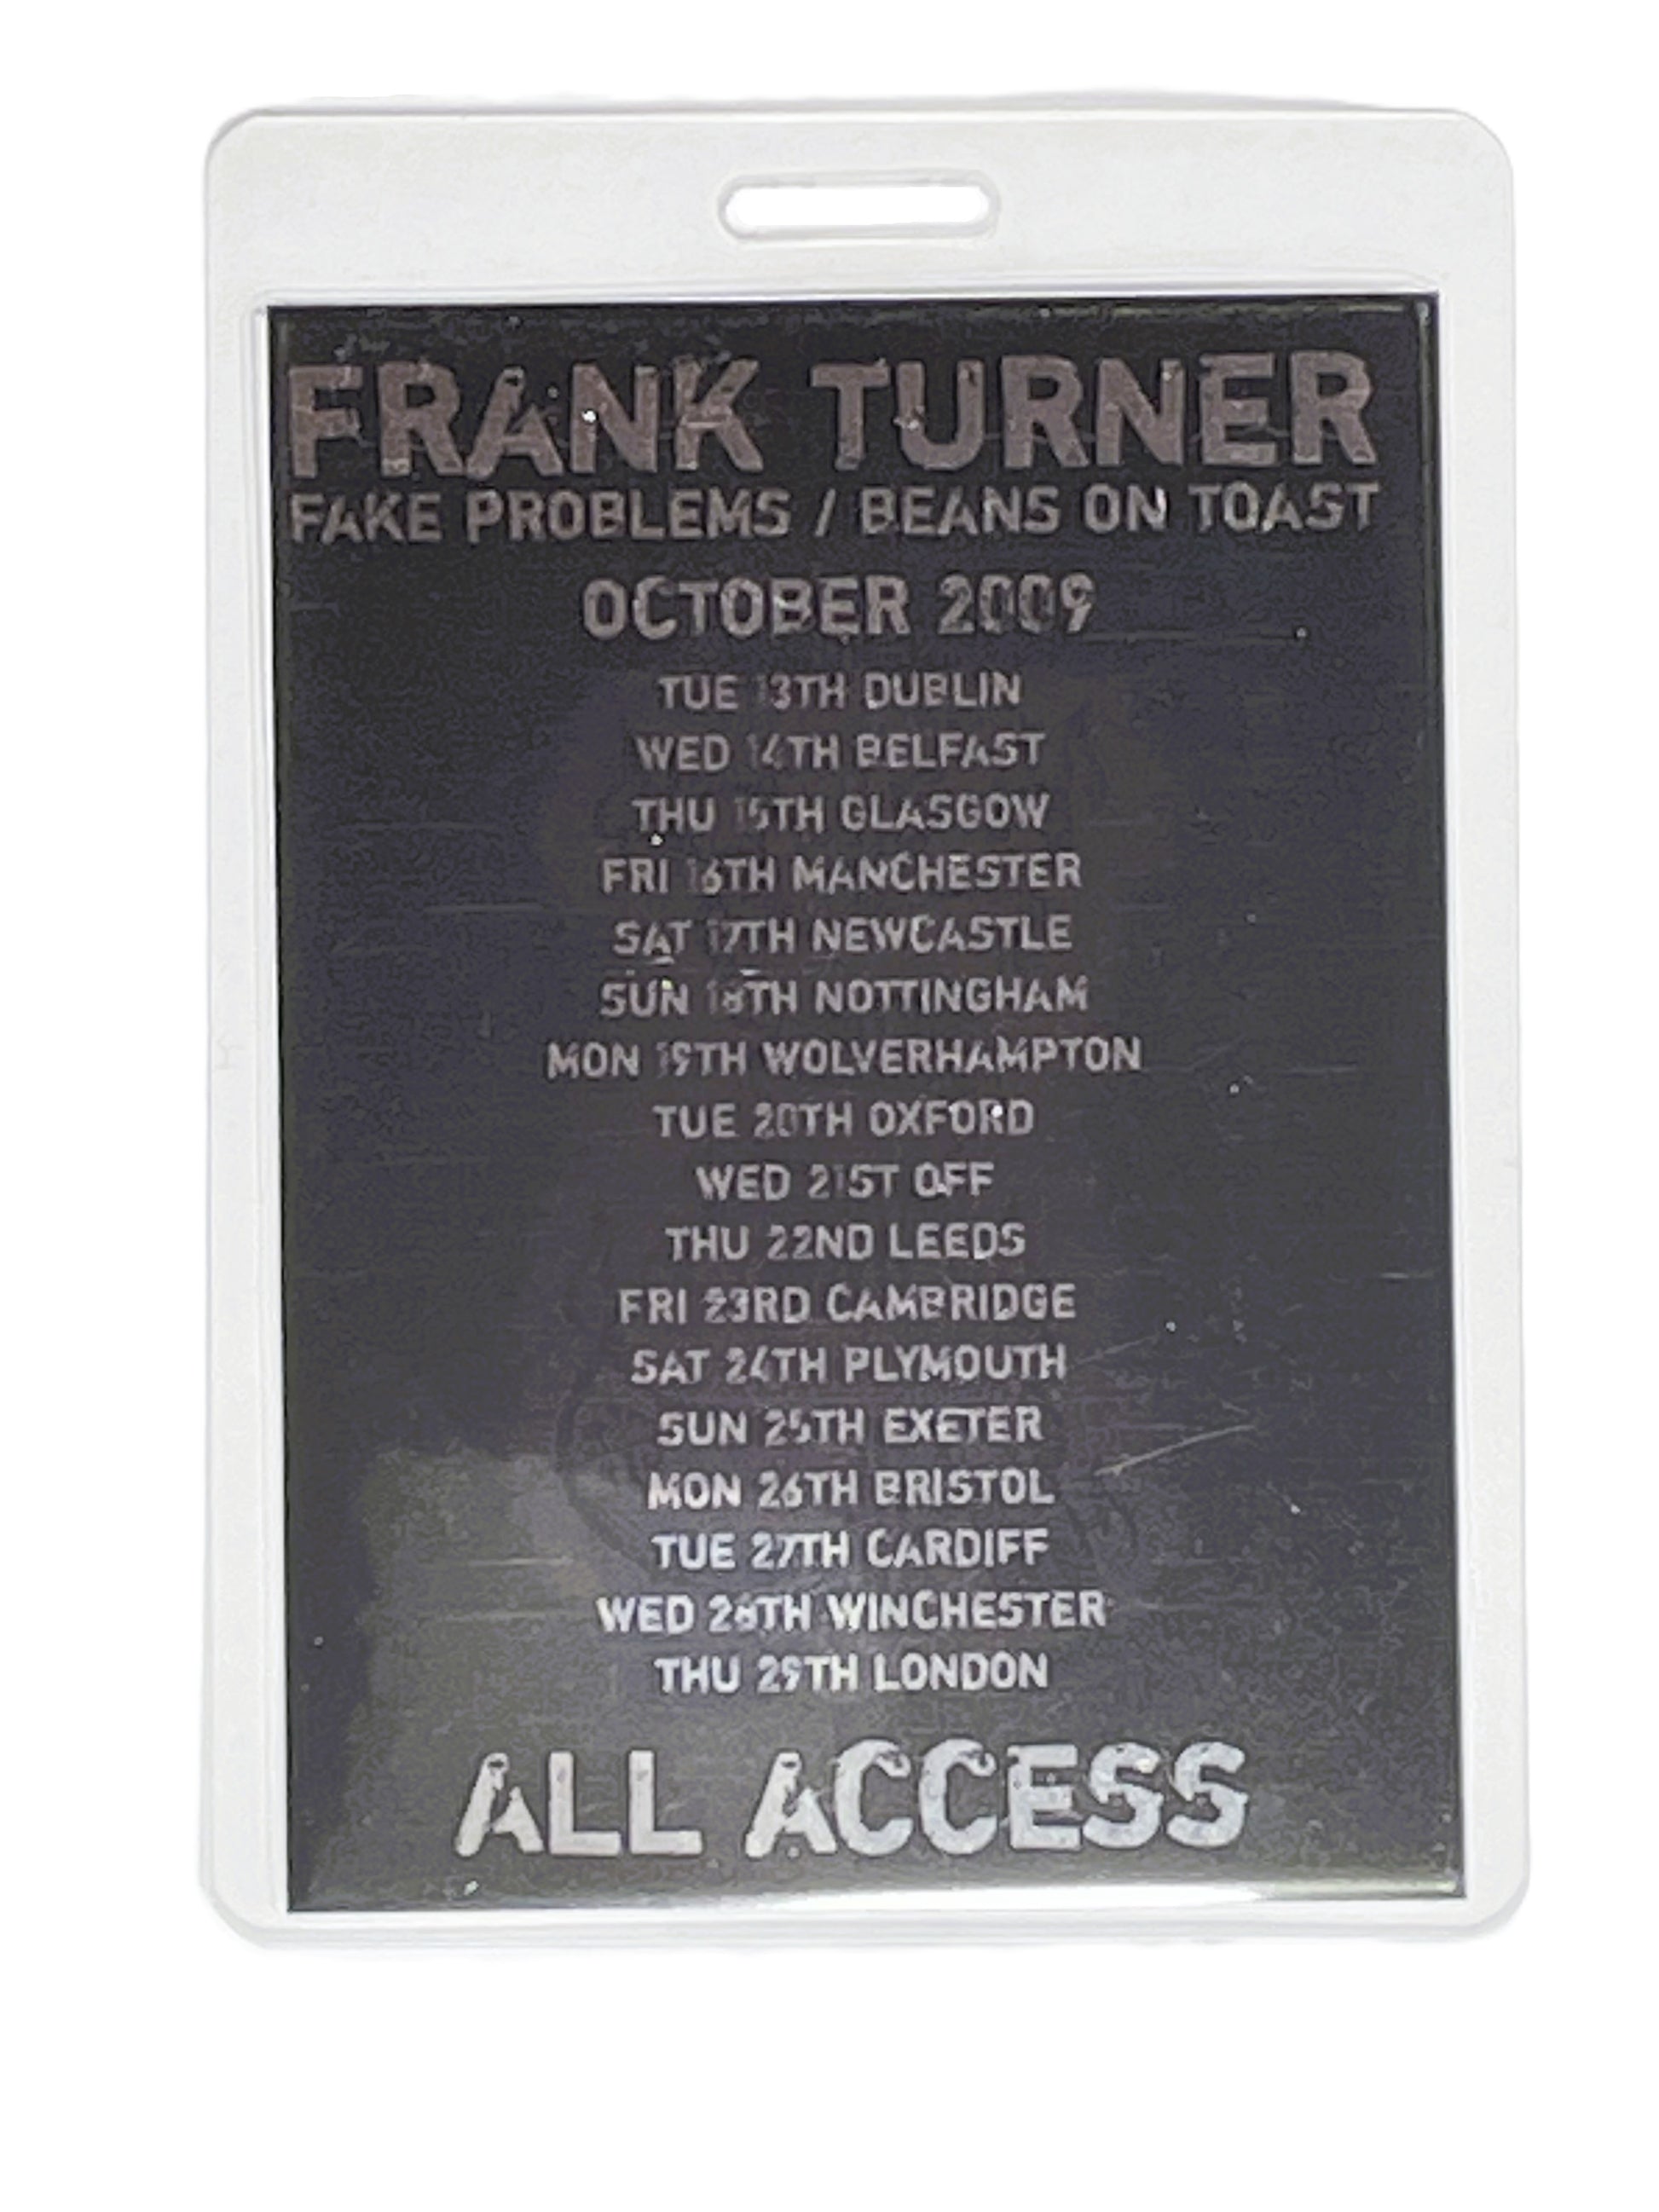 FRANK TURNER
FAKE PROBLEMS / BEANS ON TOAST
OCTOBER 2009
TUE 13TH DUBLIN
WED 14TH BELFAST
THU 15TH GLASGOW
FRI 16TH MANCHESTER
SAT 17TH NEWCASTLE
SUN 18TH NOTTINGHAM
MON 19TH WOLVERHAMPTON
TUE 20TH OXFORD
WED 21ST OFF
THU 22ND LEEDS
FRI 23RD CAMBRIDGE
SAT 24TH PLYMOUTH
SUN 25TH EXETER
MON 26TH BRISTOL
TUE 27TH CARDIFF
WED 28TH WINCHESTER
THU 29TH LONDON
ALL ACCESS